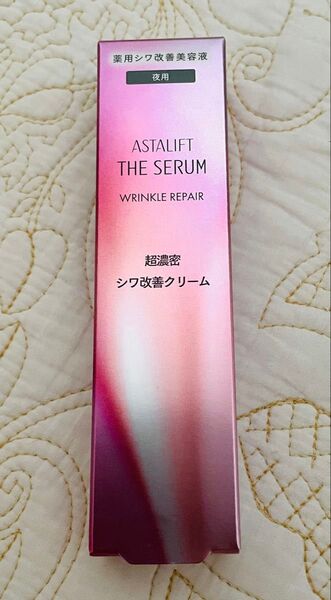 薬用シワ改善美容液
夜用
ASTALIFT
THE SERUM
WRINKLE REPAIR
超濃密
シワ改善クリーム